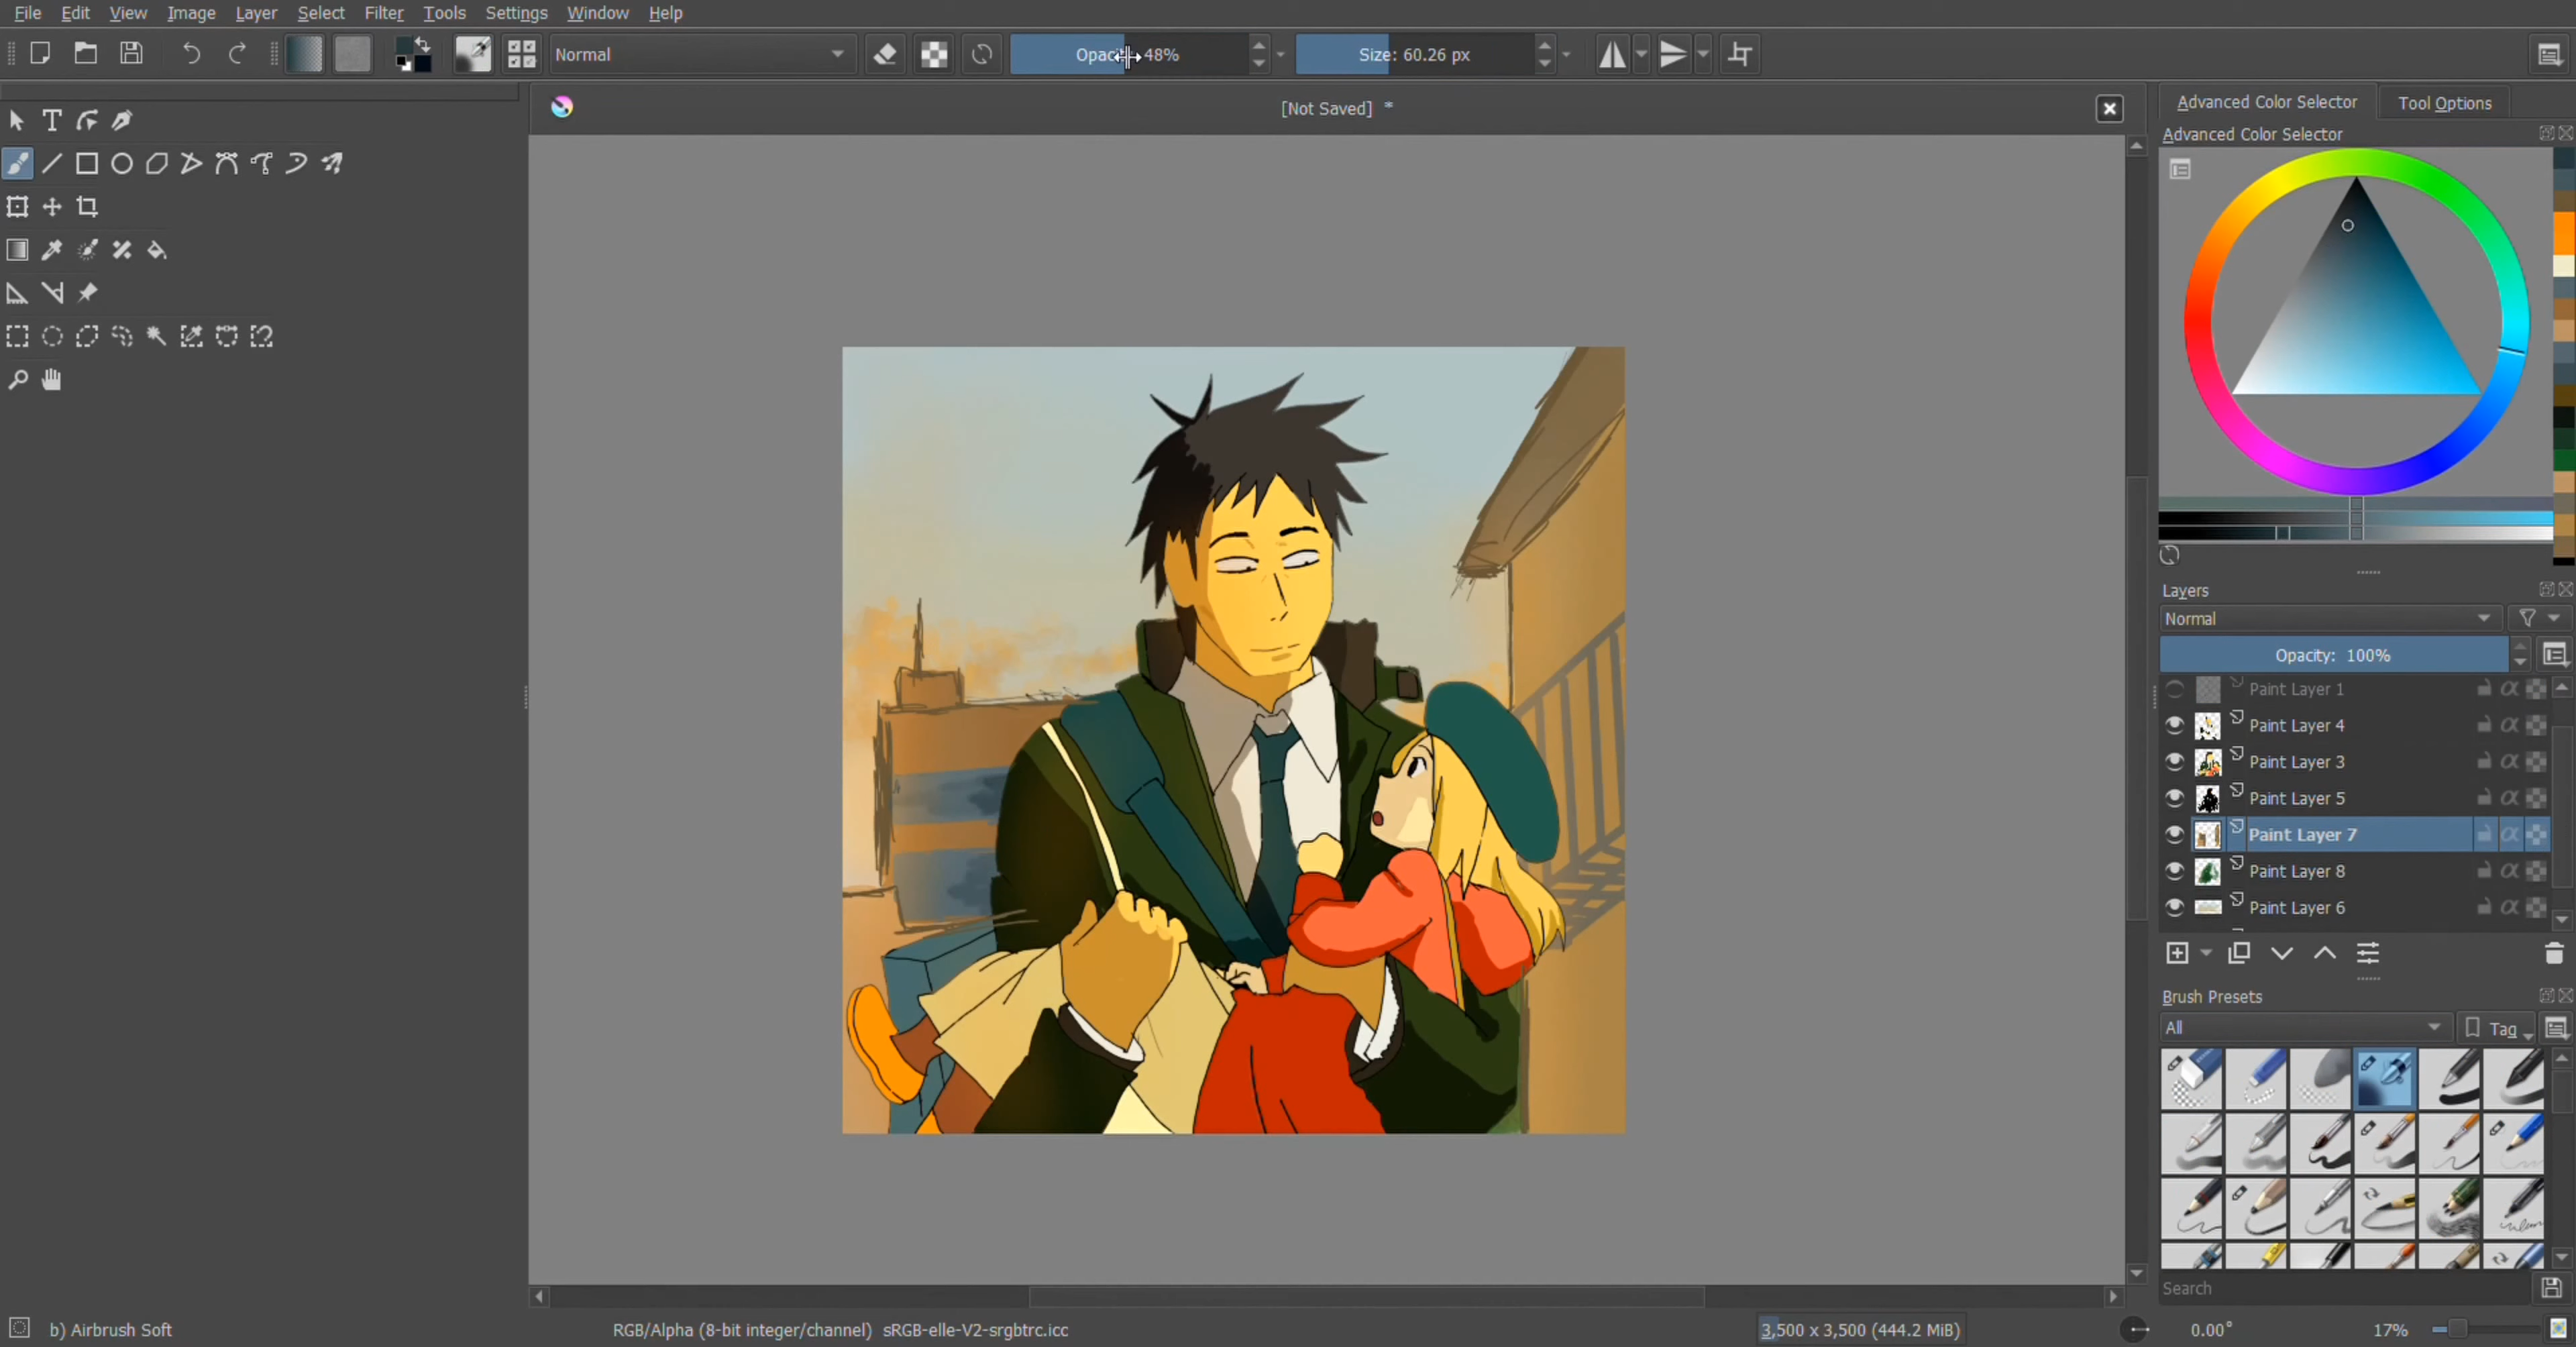 File Edit View Image Layer Select Filter Tools Settings Window Help
Normal
48%
Size: 60.26 px
[Not Saved] *
Advanced Color Selector
Tool Options
Advanced Color Selector
Layers
Normal
Opacity: 100%
Paint Layer 1
Paint Layer 4
Paint Layer 3
Paint Layer 5
Paint Layer 7
Paint Layer 8
Paint Layer 6
Brush Presets
All
Tag
Search
b) Airbrush Soft
RGB/Alpha (8-bit integer/channel) sRGB-elle-V2-srgbtrc.icc
3,500 x 3,500 (444.2 MiB)
0.00°
17%